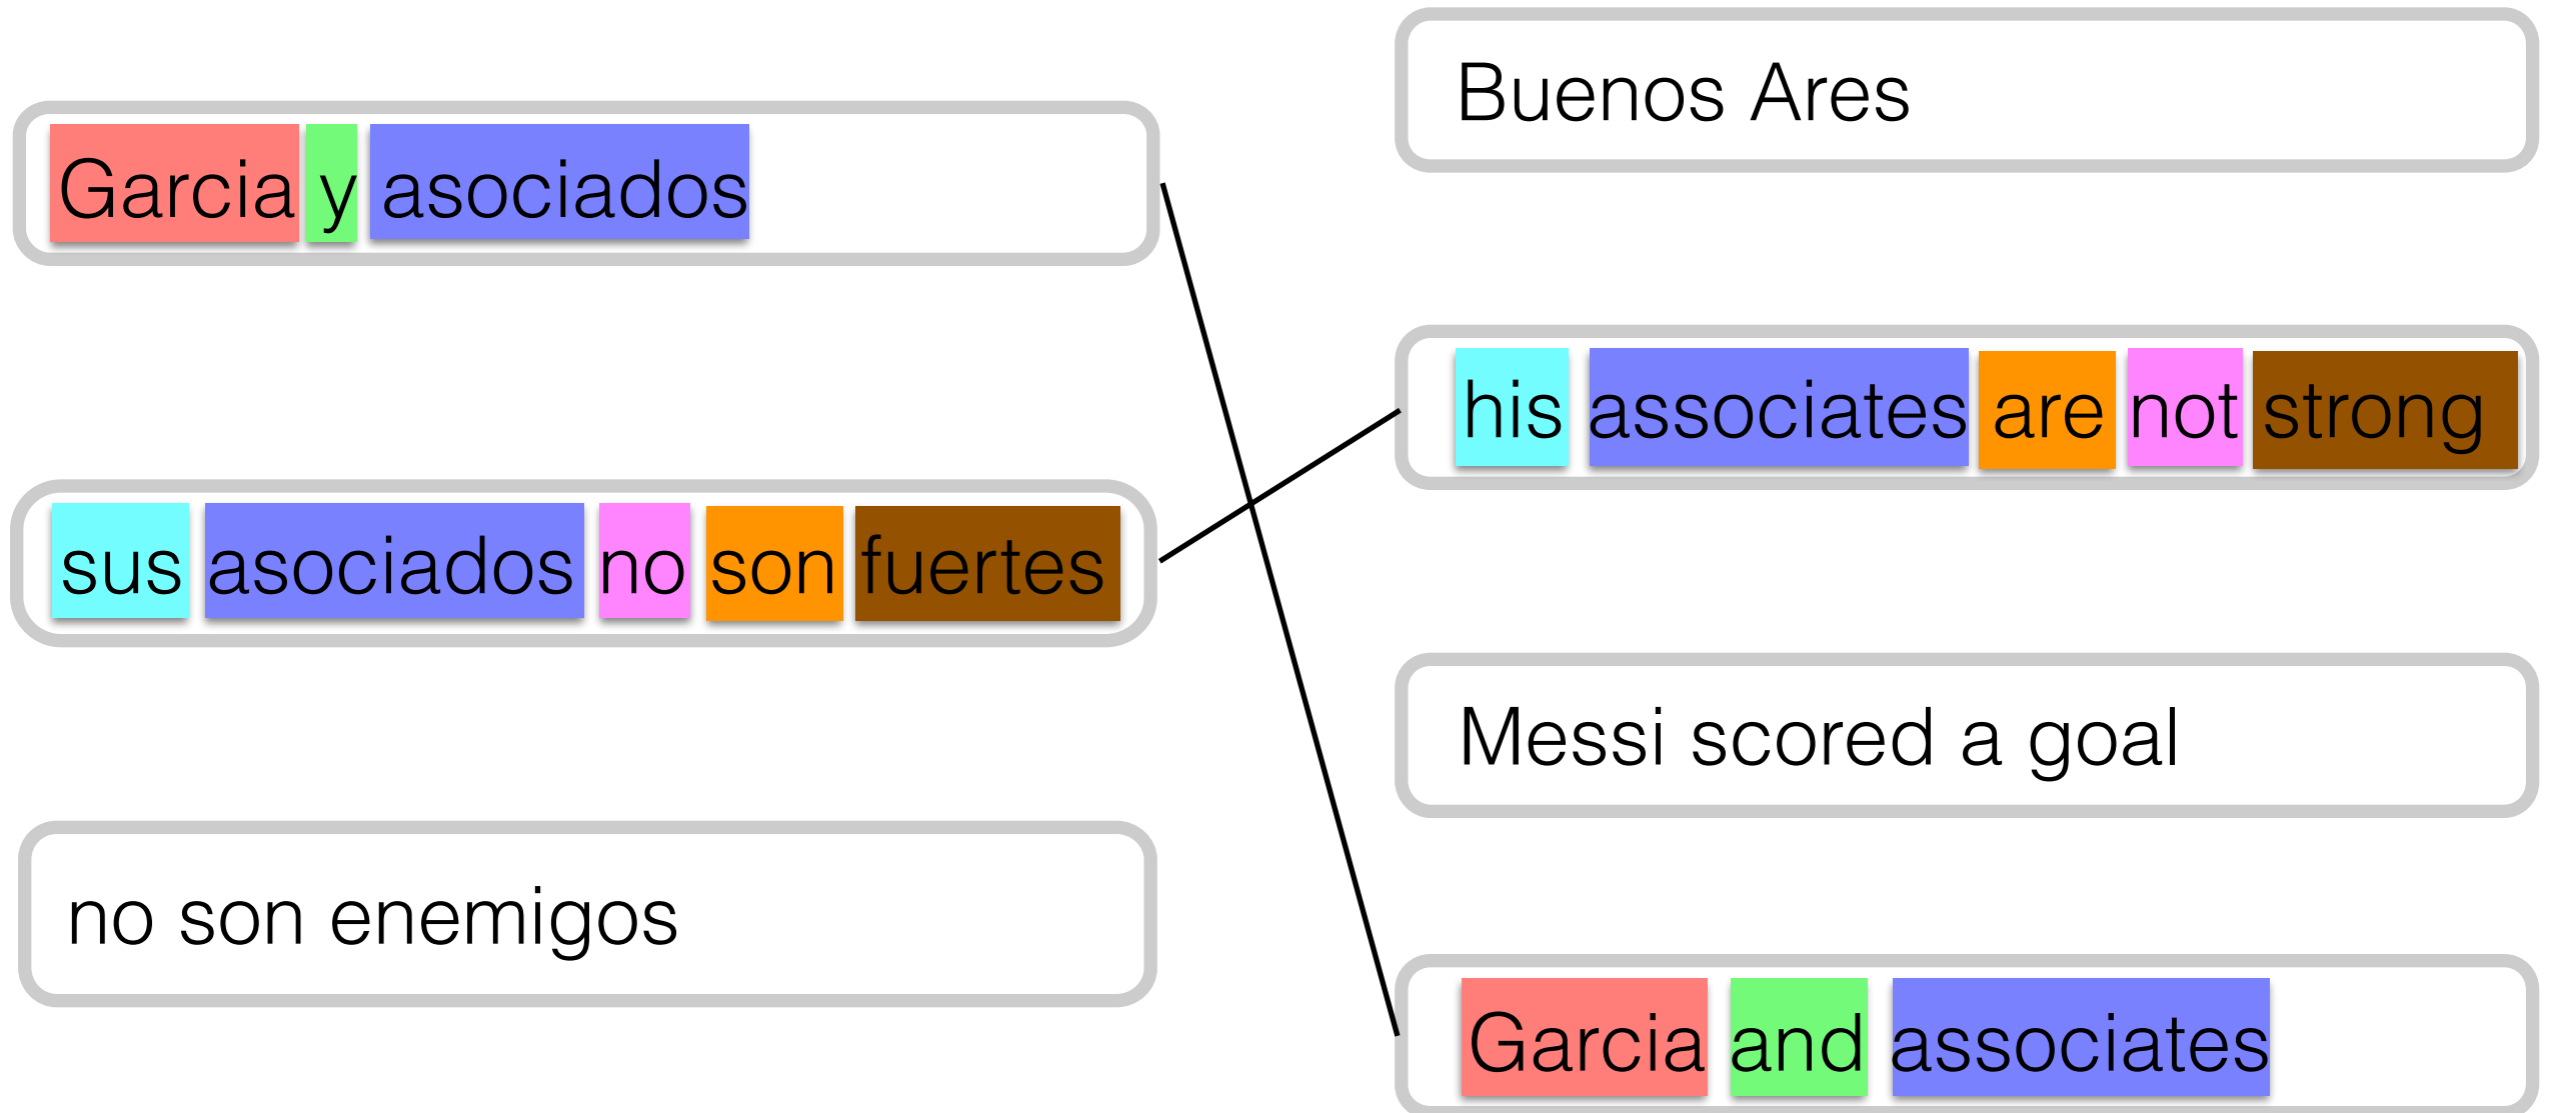 Garcia y asociados
sus asociados no son fuertes
no son enemigos
Buenos Ares
his associates are not strong
Messi scored a goal
Garcia and associates